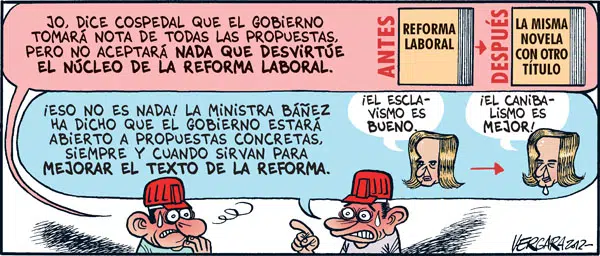 JO, DICE COSPEDAL QUE EL GOBIERNO
TOMARÁ NOTA DE TODAS LAS PROPUESTAS,
PERO NO ACEPTARÁ NADA QUE DESVIRTÚE
EL NÚCLEO DE LA REFORMA LABORAL.
ANTES
REFORMA
LABORAL
DESPUÉS
LA MISMA
NOVELA
CON OTRO
TÍTULO
¡ESO NO ES NADA! LA MINISTRA BÁÑEZ
HA DICHO QUE EL GOBIERNO ESTARÁ
ABIERTO A PROPUESTAS CONCRETAS,
SIEMPRE Y CUANDO SIRVAN PARA
MEJORAR EL TEXTO DE LA REFORMA.
¡EL ESCLA-
VISMO ES
BUENO.
¡EL CANIBA-
LISMO ES
MEJOR!
VERGARA 2012-